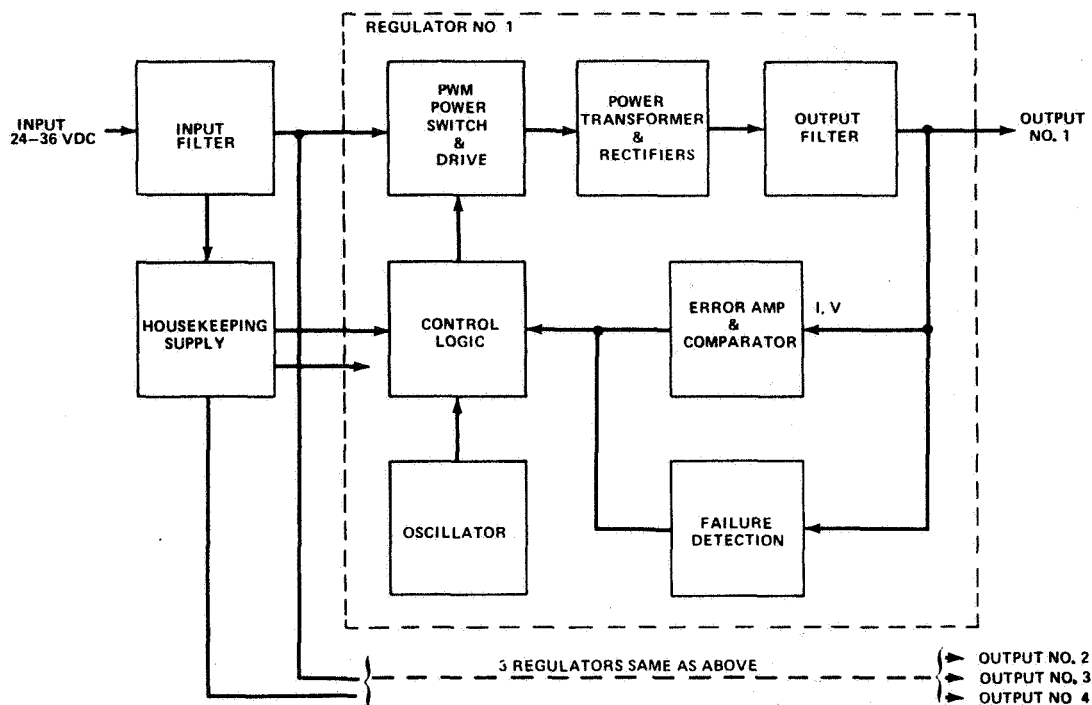 REGULATOR NO. 1
INPUT
24–36 VDC
INPUT
FILTER
PWM
POWER
SWITCH
&
DRIVE
POWER
TRANSFORMER
&
RECTIFIERS
OUTPUT
FILTER
OUTPUT
NO. 1
HOUSEKEEPING
SUPPLY
CONTROL
LOGIC
ERROR AMP
&
COMPARATOR
I, V
OSCILLATOR
FAILURE
DETECTION
3 REGULATORS SAME AS ABOVE
OUTPUT NO. 2
OUTPUT NO. 3
OUTPUT NO. 4